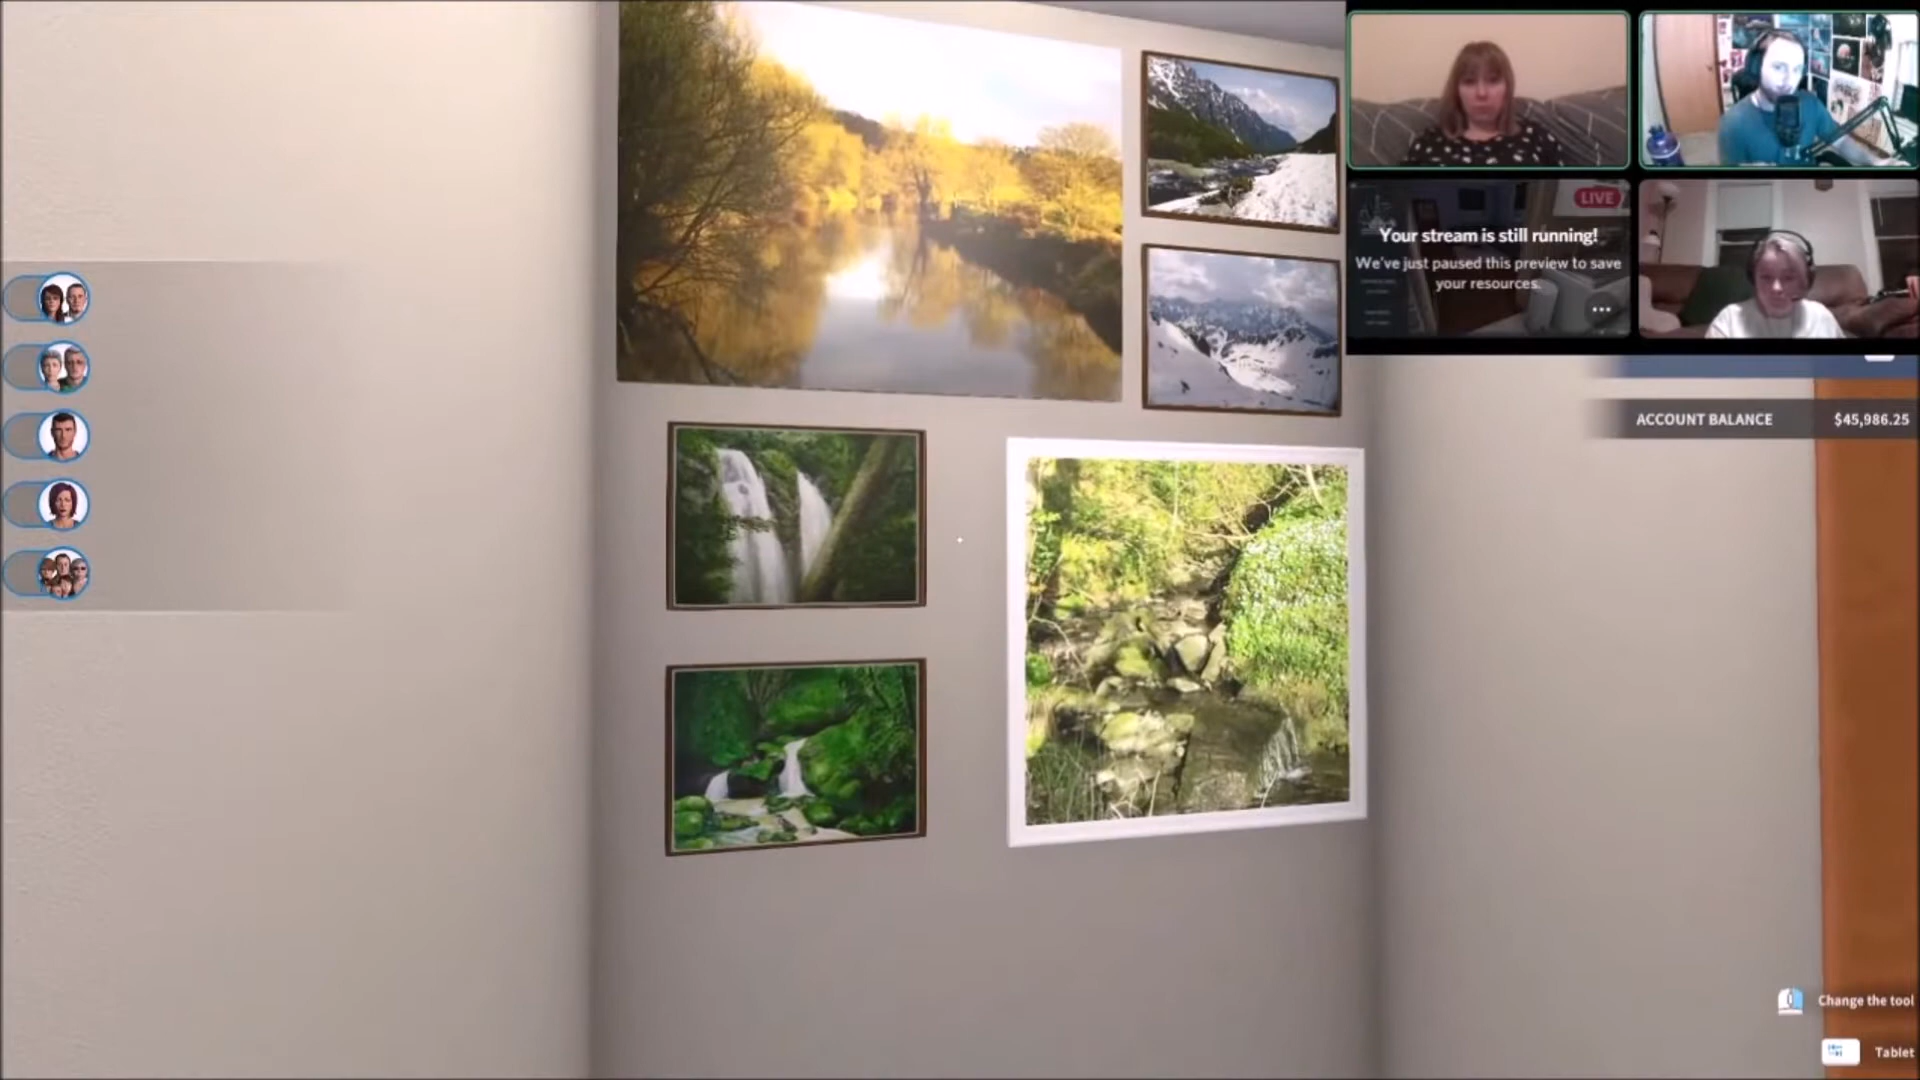 LIVE
Your stream is still running!
We've just paused this preview to save
your resources.
ACCOUNT BALANCE $45,986.25
Change the tool
Tablet